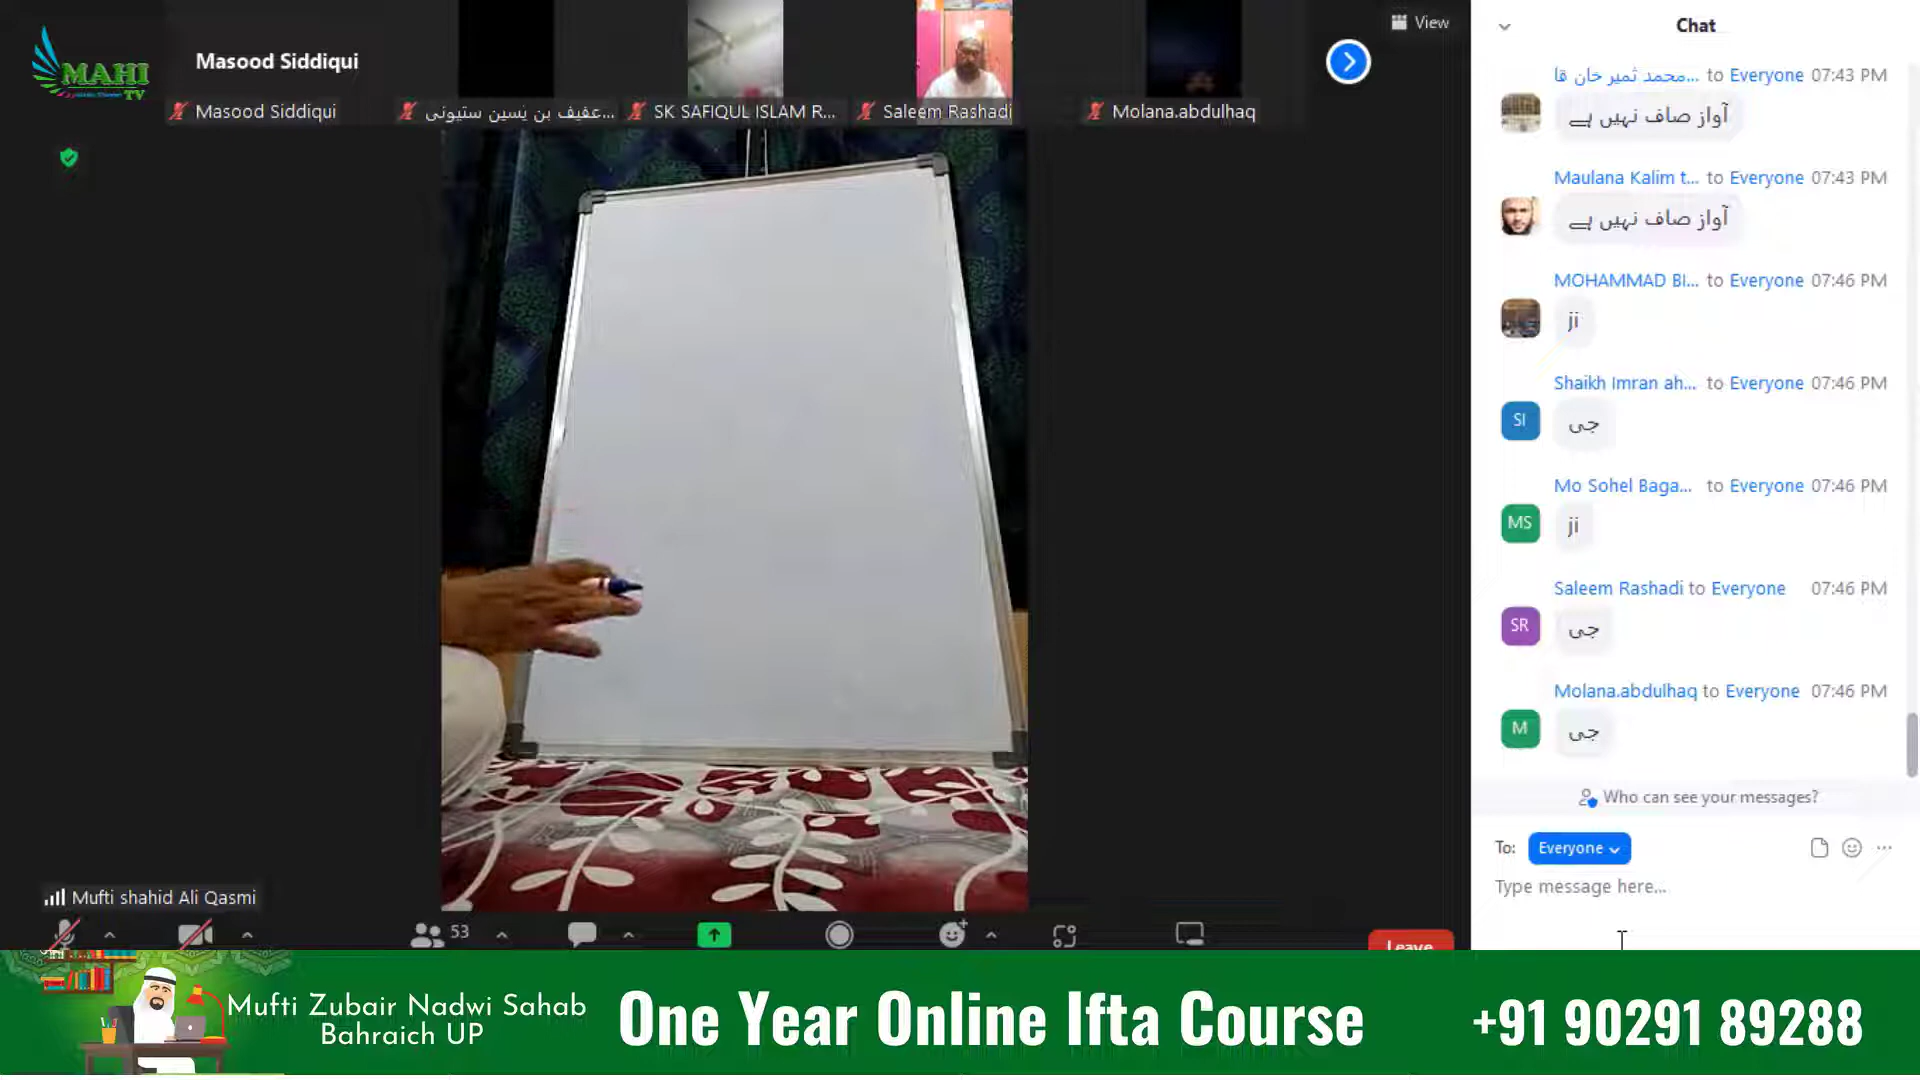 MAHI
TV
Masood Siddiqui
View
Masood Siddiqui
عفیف بن یٰسین ستیونی...
SK SAFIQUL ISLAM R...
Saleem Rashadi
Molana.abdulhaq
Chat
محمد ثمیر خان قا... to Everyone 07:43 PM
آواز صاف نہیں ہے
Maulana Kalim t... to Everyone 07:43 PM
آواز صاف نہیں ہے
MOHAMMAD BI... to Everyone 07:46 PM
ji
Shaikh Imran ah... to Everyone 07:46 PM
SI
جی
Mo Sohel Baga... to Everyone 07:46 PM
MS
ji
Saleem Rashadi to Everyone 07:46 PM
SR
جی
Molana.abdulhaq to Everyone 07:46 PM
M
جی
Who can see your messages?
To: Everyone
Type message here...
Mufti shahid Ali Qasmi
53
Leave
Mufti Zubair Nadwi Sahab
Bahraich UP
One Year Online Ifta Course
+91 90291 89288